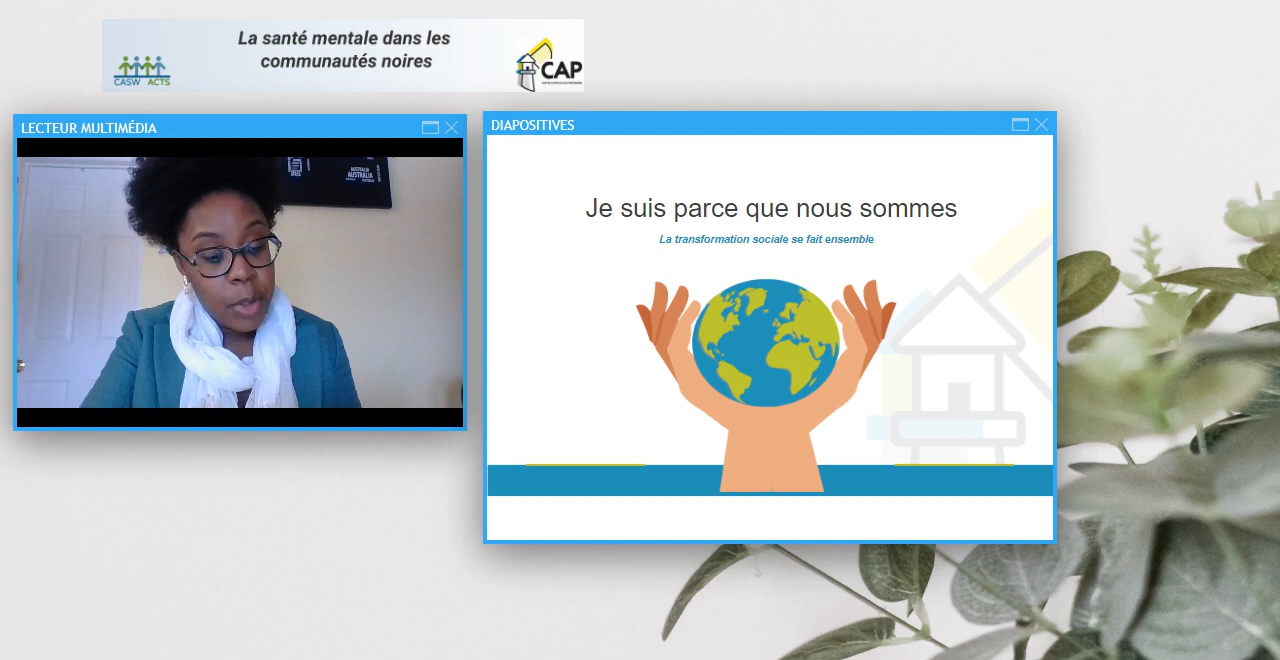 La santé mentale dans les
communautés noires
CASW ACTS
CAP
LECTEUR MULTIMÉDIA
AUSTRALIA
DIAPOSITIVES
Je suis parce que nous sommes
La transformation sociale se fait ensemble